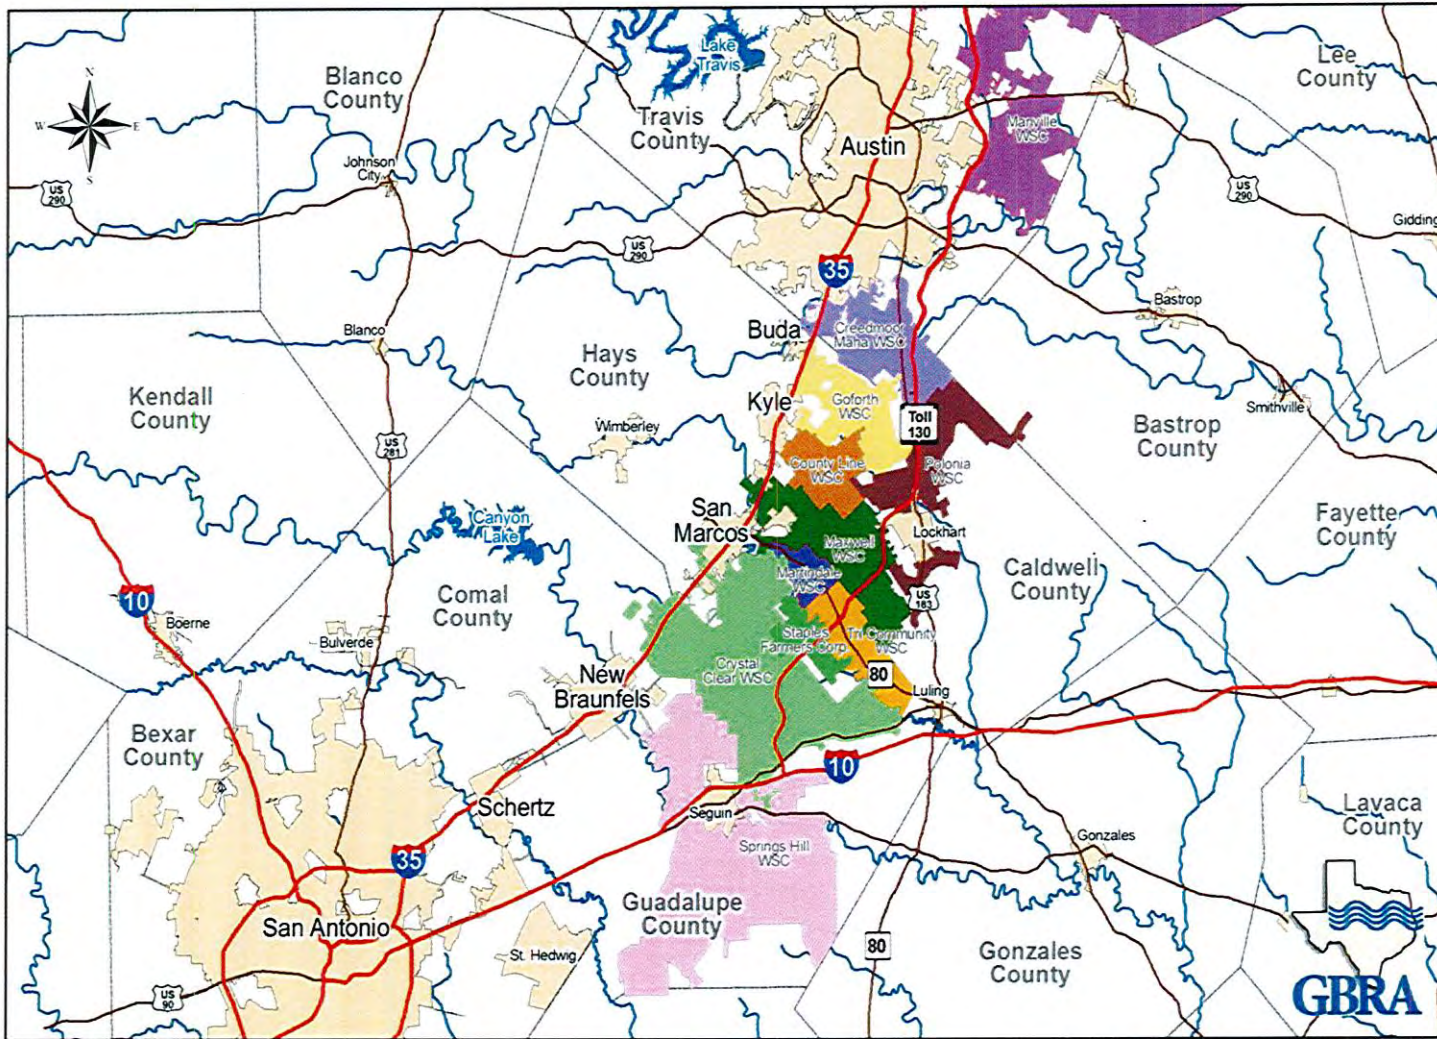 Lake
Travis
Lee
County
Blanco
County
N
W
E
S
Travis
County
Manville
WSC
Austin
Johnson
City
US
290
US
290
Gidding
US
290
35
Bastrop
Blanco
Buda
Creedmoor
Maha WSC
Hays
County
Kendall
County
Kyle
Goforth
WSC
Toll
130
Smithville
Wimberley
Bastrop
County
US
281
County Line
WSC
Polonia
WSC
San
Marcos
Canyon
Lake
Lockhart
Fayette
County
Maxwell
WSC
Caldwell
County
Martindale
WSC
10
Comal
County
US
183
Boerne
Bulverde
Staples
Farmers Corp
Tri Community
WSC
Crystal
Clear WSC
80
New
Braunfels
Luling
Bexar
County
10
Schertz
Seguin
Lavaca
County
Gonzales
35
Springs Hill
WSC
Guadalupe
County
San Antonio
St. Hedwig
80
Gonzales
County
US
90
GBRA